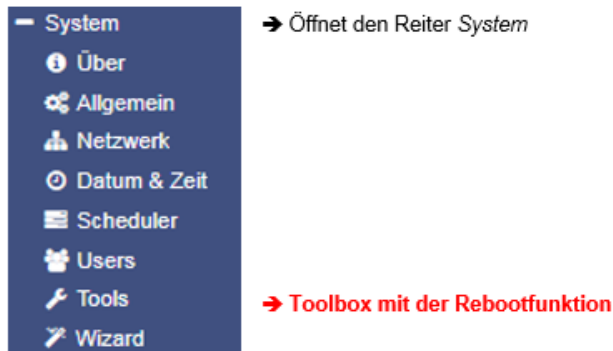 System ➔ Öffnet den Reiter System
Über
Allgemein
Netzwerk
Datum & Zeit
Scheduler
Users
Tools ➔ Toolbox mit der Rebootfunktion
Wizard